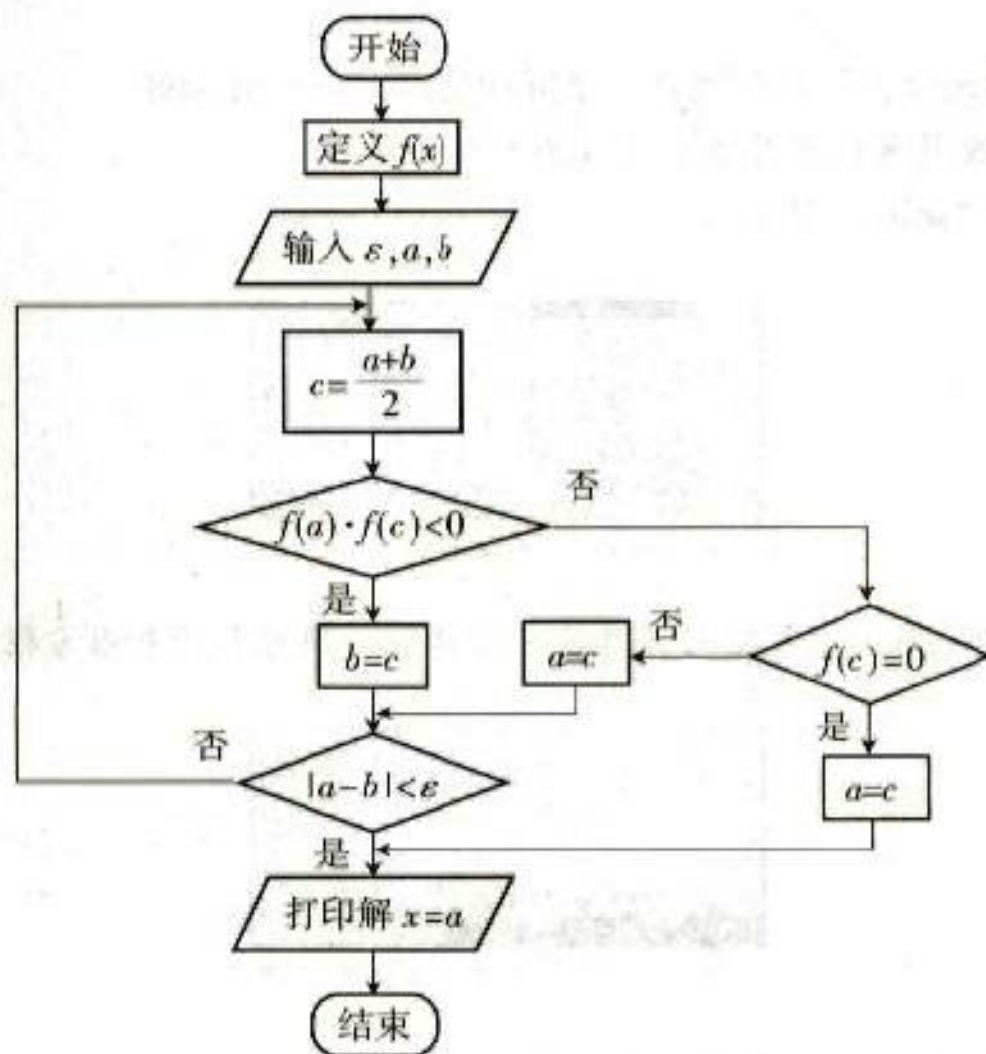 开始
定义 f(x)
输入 ε,a,b
c=\frac{a+b}{2}
f(a)·f(c)<0
否
是
b=c
a=c
否
f(c)=0
是
a=c
否
|a-b|<ε
是
打印解 x=a
结束